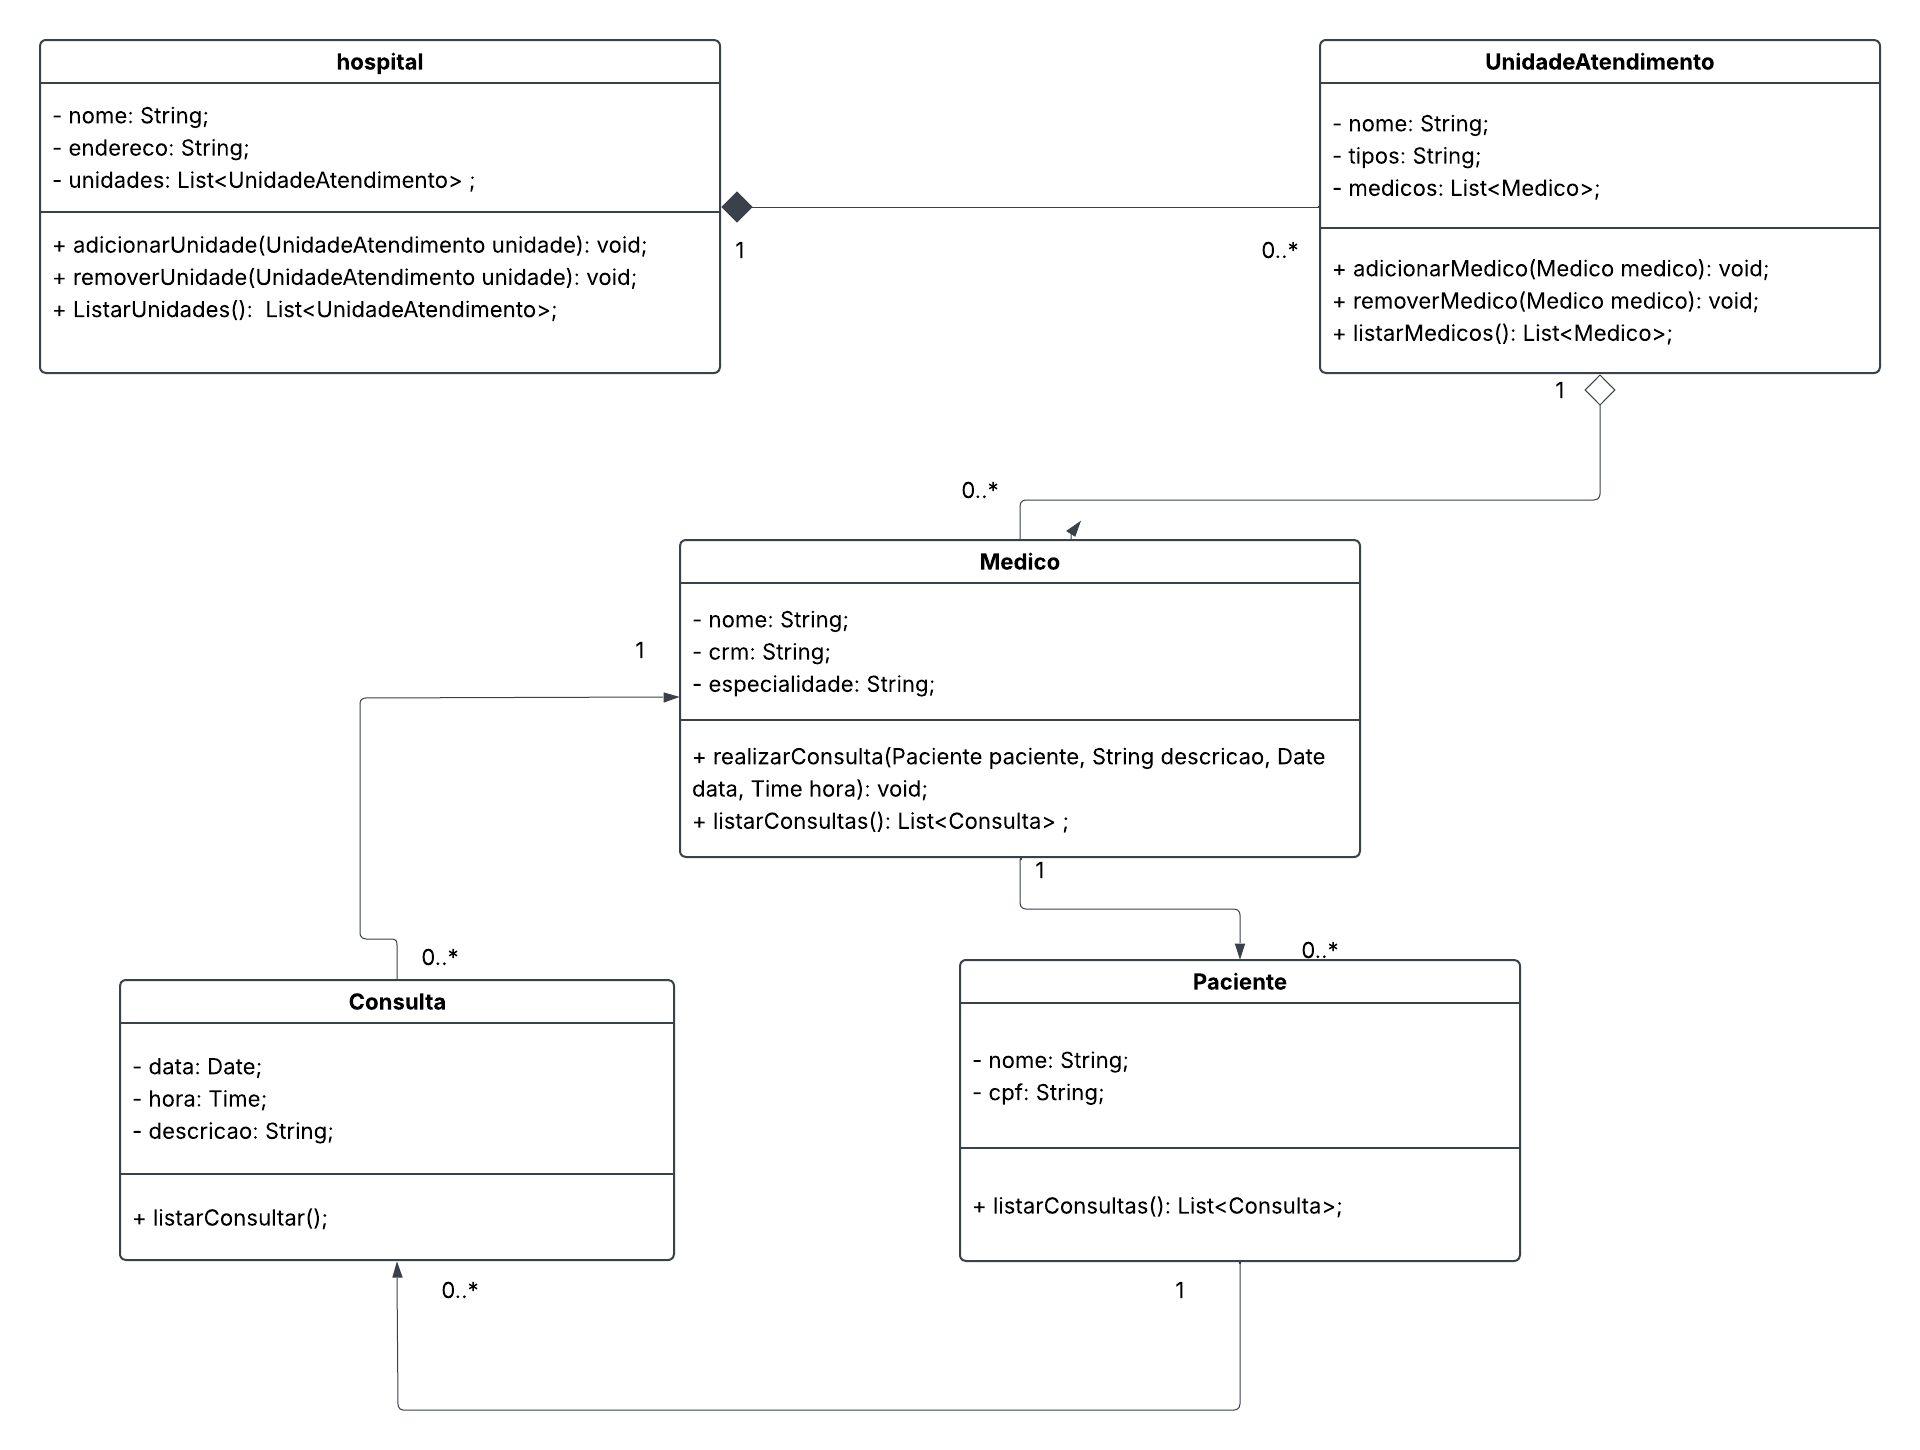 hospital
- nome: String;
- endereco: String;
- unidades: List<UnidadeAtendimento> ;
+ adicionarUnidade(UnidadeAtendimento unidade): void;
+ removerUnidade(UnidadeAtendimento unidade): void;
+ ListarUnidades():  List<UnidadeAtendimento>;
1
0..*
UnidadeAtendimento
- nome: String;
- tipos: String;
- medicos: List<Medico>;
+ adicionarMedico(Medico medico): void;
+ removerMedico(Medico medico): void;
+ listarMedicos(): List<Medico>;
1
0..*
Medico
- nome: String;
- crm: String;
- especialidade: String;
+ realizarConsulta(Paciente paciente, String descricao, Date
data, Time hora): void;
+ listarConsultas(): List<Consulta> ;
1
1
0..*
0..*
Consulta
- data: Date;
- hora: Time;
- descricao: String;
+ listarConsultar();
0..*
Paciente
- nome: String;
- cpf: String;
+ listarConsultas(): List<Consulta>;
1